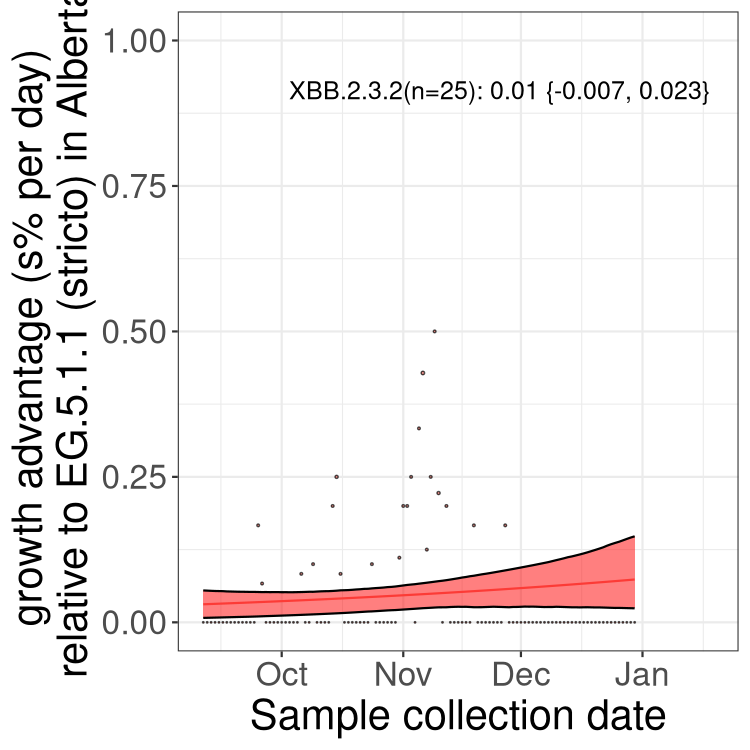 growth advantage (s% per day)
relative to EG.5.1.1 (stricto) in Alberta
1.00
0.75
0.50
0.25
0.00
XBB.2.3.2(n=25): 0.01 {-0.007, 0.023}
Oct Nov Dec Jan
Sample collection date